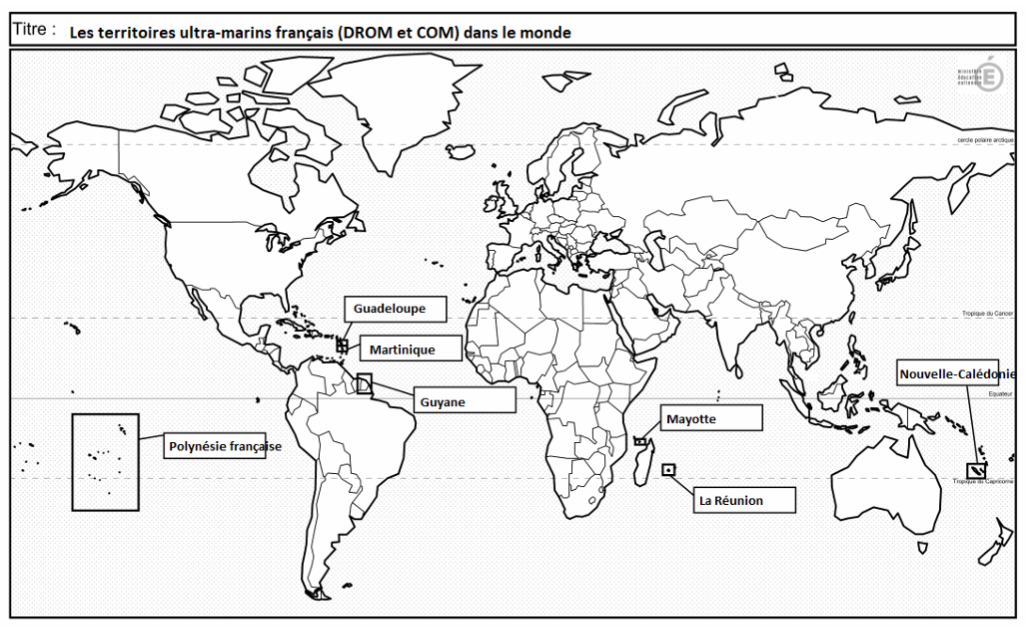 Titre : Les territoires ultra-marins français (DROM et COM) dans le monde
ministère
éducation
nationale
cercle polaire arctique
Guadeloupe
Tropique du Cancer
Martinique
Nouvelle-Calédonie
Equateur
Guyane
Mayotte
Polynésie française
Tropique du Capricorne
La Réunion